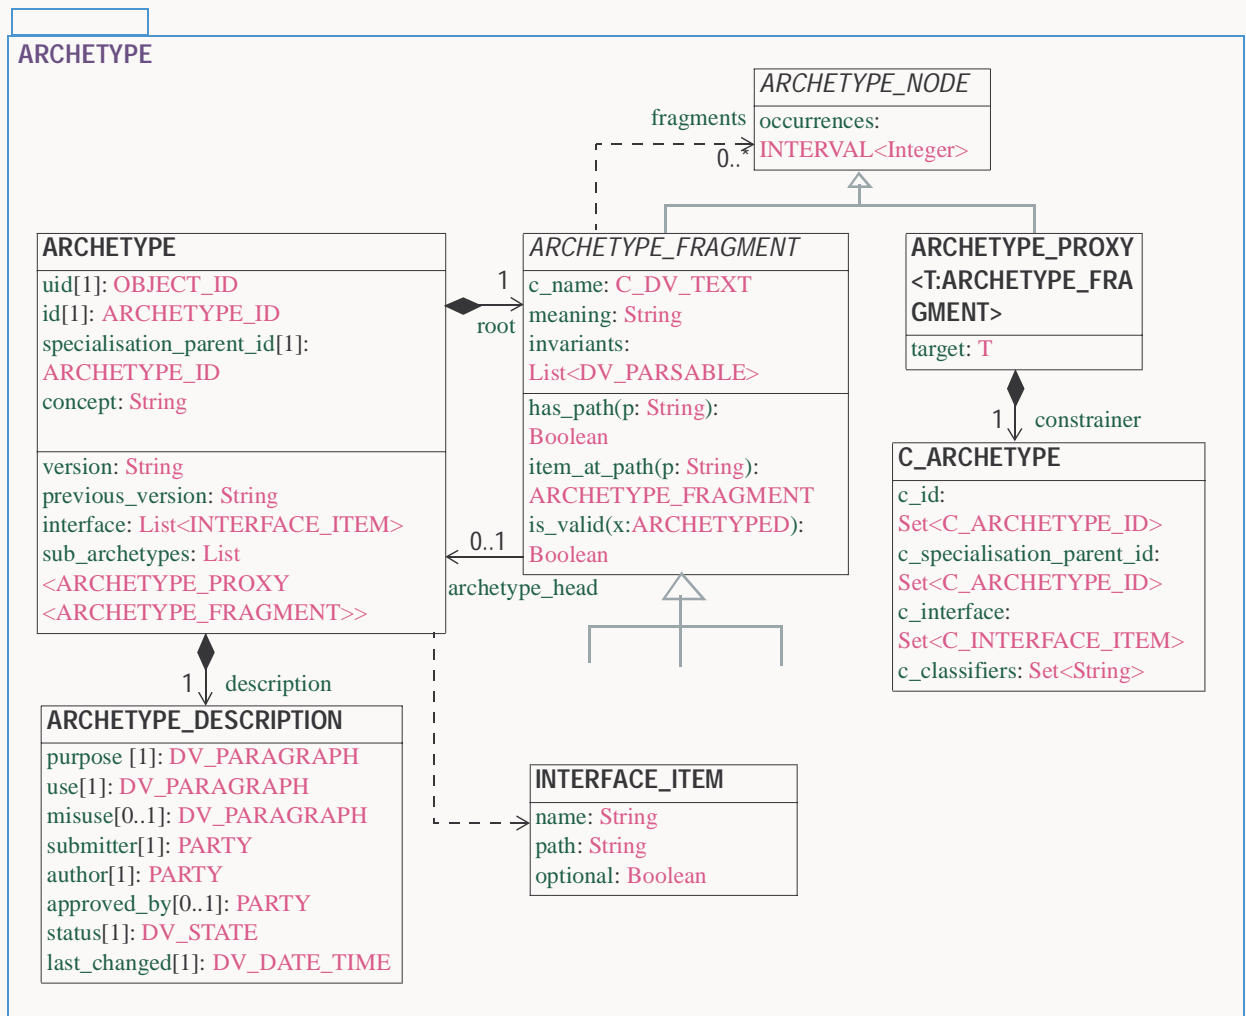 ARCHETYPE
ARCHETYPE_NODE
occurrences:
INTERVAL<Integer>
fragments
0..*
ARCHETYPE
uid[1]: OBJECT_ID
id[1]: ARCHETYPE_ID
specialisation_parent_id[1]:
ARCHETYPE_ID
concept: String
version: String
previous_version: String
interface: List<INTERFACE_ITEM>
sub_archetypes: List
<ARCHETYPE_PROXY
<ARCHETYPE_FRAGMENT>>
1
root
0..1
archetype_head
ARCHETYPE_FRAGMENT
c_name: C_DV_TEXT
meaning: String
invariants:
List<DV_PARSABLE>
has_path(p: String):
Boolean
item_at_path(p: String):
ARCHETYPE_FRAGMENT
is_valid(x:ARCHETYPED):
Boolean
ARCHETYPE_PROXY
<T:ARCHETYPE_FRA
GMENT>
target: T
1
constrainer
C_ARCHETYPE
c_id:
Set<C_ARCHETYPE_ID>
c_specialisation_parent_id:
Set<C_ARCHETYPE_ID>
c_interface:
Set<C_INTERFACE_ITEM>
c_classifiers: Set<String>
1
description
ARCHETYPE_DESCRIPTION
purpose [1]: DV_PARAGRAPH
use[1]: DV_PARAGRAPH
misuse[0..1]: DV_PARAGRAPH
submitter[1]: PARTY
author[1]: PARTY
approved_by[0..1]: PARTY
status[1]: DV_STATE
last_changed[1]: DV_DATE_TIME
INTERFACE_ITEM
name: String
path: String
optional: Boolean